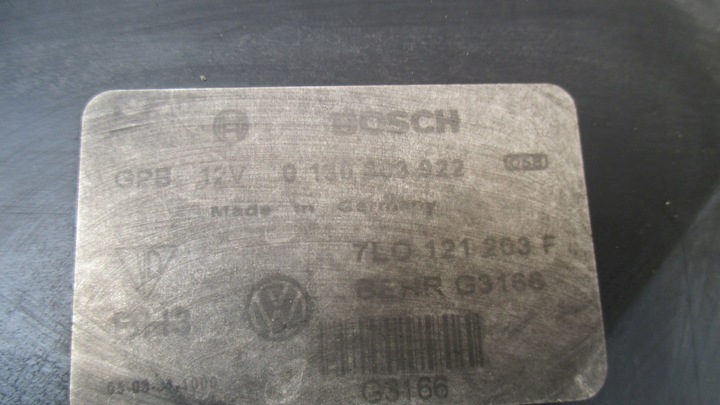 BOSCH
GPB 12V 0 130 303 922
Made in Germany
7L0 121 203 F
BEHR G3166
G3166